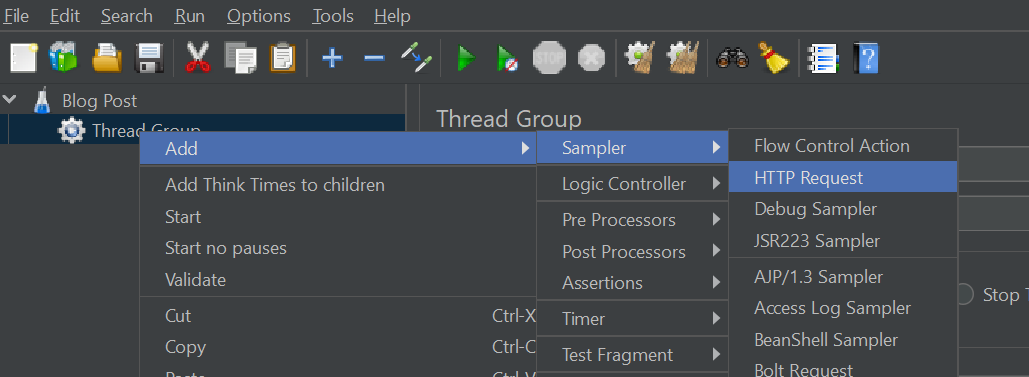 File Edit Search Run Options Tools Help
Blog Post
Thread Group
Thread Group
Add
Add Think Times to children
Start
Start no pauses
Validate
Cut Ctrl-X
Copy Ctrl-C
Sampler
Logic Controller
Pre Processors
Post Processors
Assertions
Timer
Test Fragment
Flow Control Action
HTTP Request
Debug Sampler
JSR223 Sampler
AJP/1.3 Sampler
Access Log Sampler
BeanShell Sampler
Bolt Request
Stop